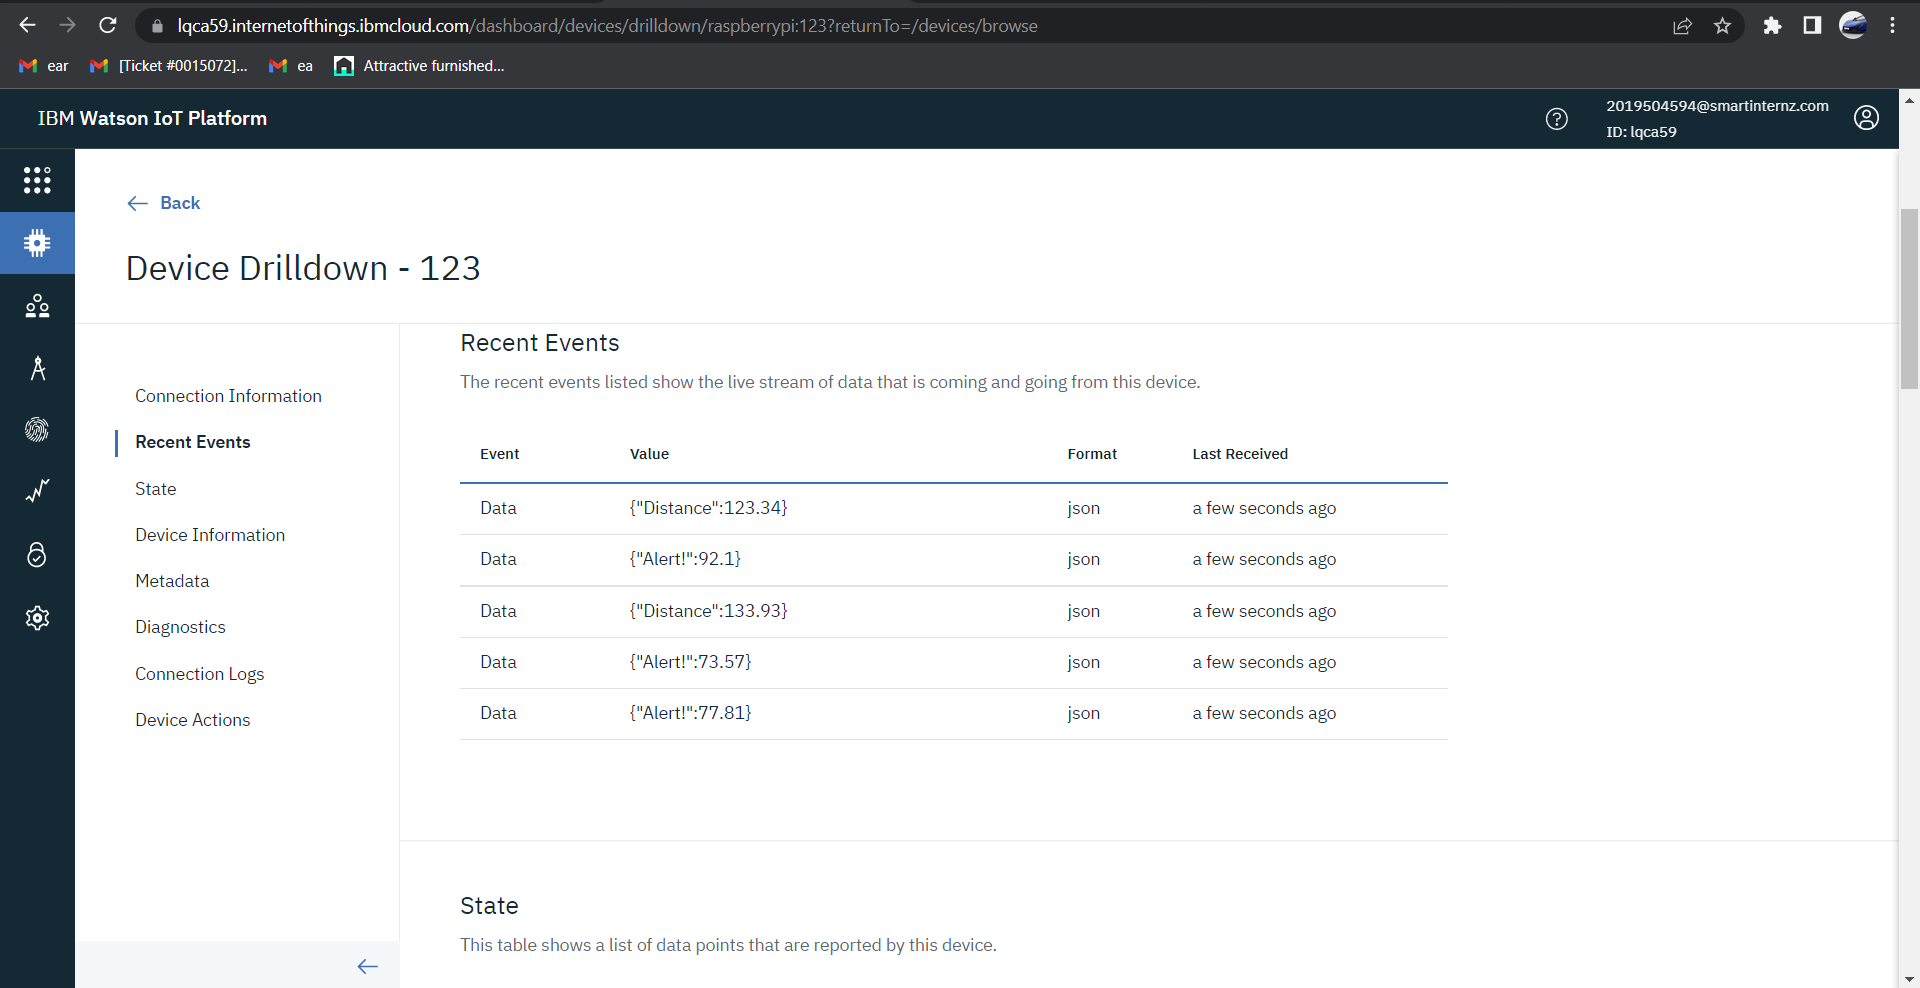 lqca59.internetofthings.ibmcloud.com/dashboard/devices/drilldown/raspberrypi:123?returnTo=/devices/browse
ear [Ticket #0015072]... ea Attractive furnished...
IBM Watson IoT Platform
2019504594@smartinternz.com
ID: lqca59
Back
Device Drilldown - 123
Connection Information
Recent Events
State
Device Information
Metadata
Diagnostics
Connection Logs
Device Actions
Recent Events
The recent events listed show the live stream of data that is coming and going from this device.
Event Value Format Last Received
Data {"Distance":123.34} json a few seconds ago
Data {"Alert!":92.1} json a few seconds ago
Data {"Distance":133.93} json a few seconds ago
Data {"Alert!":73.57} json a few seconds ago
Data {"Alert!":77.81} json a few seconds ago
State
This table shows a list of data points that are reported by this device.